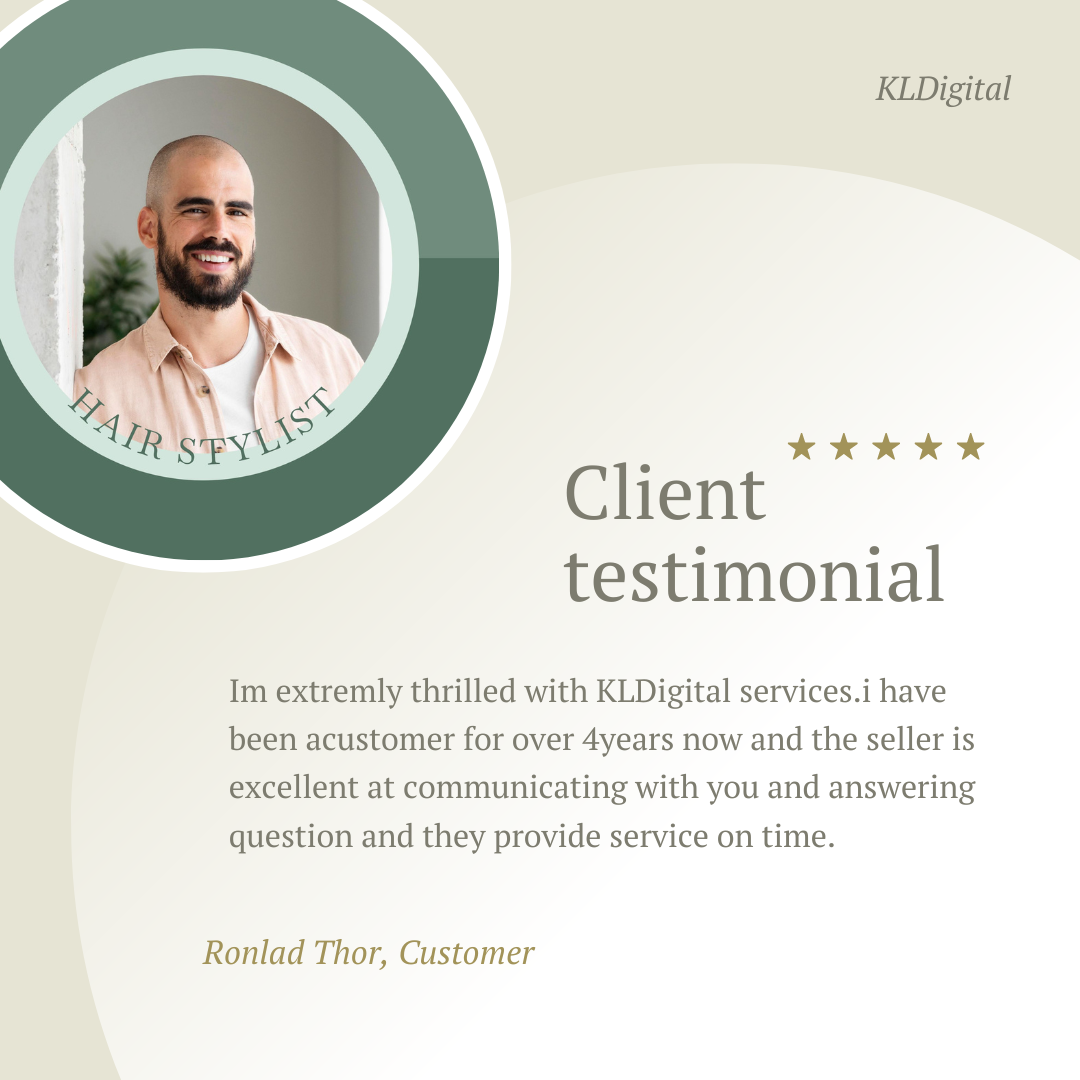 KLDigital
HAIR STYLIST
Client
testimonial
Im extremly thrilled with KLDigital services.i have
been acustomer for over 4years now and the seller is
excellent at communicating with you and answering
question and they provide service on time.
Ronlad Thor, Customer